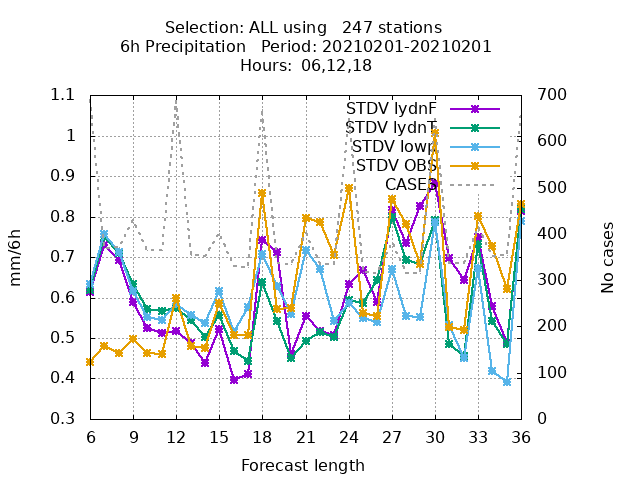 Selection: ALL using 247 stations
6h Precipitation Period: 20210201-20210201
Hours: 06,12,18
STDV lydnF
STDV lydnT
STDV lowp
STDV OBS
CASES
1.1
1
0.9
0.8
0.7
0.6
0.5
0.4
0.3
mm/6h
700
600
500
400
300
200
100
0
No cases
6 9 12 15 18 21 24 27 30 33 36
Forecast length